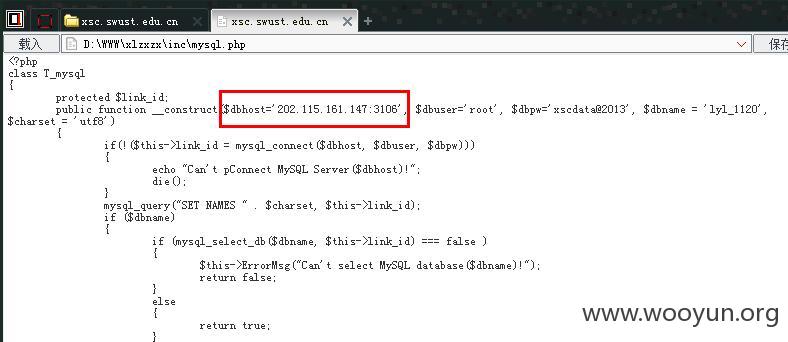 xsc.swust.edu.cn
xsc.swust.edu.cn
载入 D:\WWW\xlzxzx\inc\mysql.php 保存
<?php
class T_mysql
{
protected $link_id;
public function __construct($dbhost='202.115.161.147:3106', $dbuser='root', $dbpw='xscdata@2013', $dbname = 'lyl_1120',
$charset = 'utf8')
{
if(!($this->link_id = mysql_connect($dbhost, $dbuser, $dbpw)))
{
echo "Can't pConnect MySQL Server($dbhost)!";
die();
}
mysql_query("SET NAMES " . $charset, $this->link_id);
if ($dbname)
{
if (mysql_select_db($dbname, $this->link_id) === false )
{
$this->ErrorMsg("Can't select MySQL database($dbname)!");
return false;
}
else
{
return true;
}
www.wooyun.org